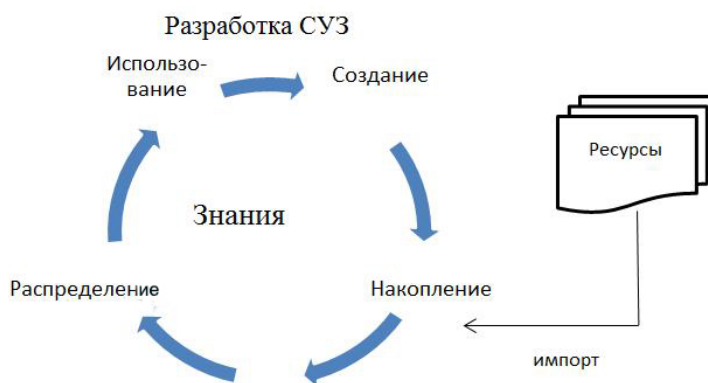 Разработка СУЗ
Использо-
вание
Создание
Ресурсы
Знания
Распределение
Накопление
импорт